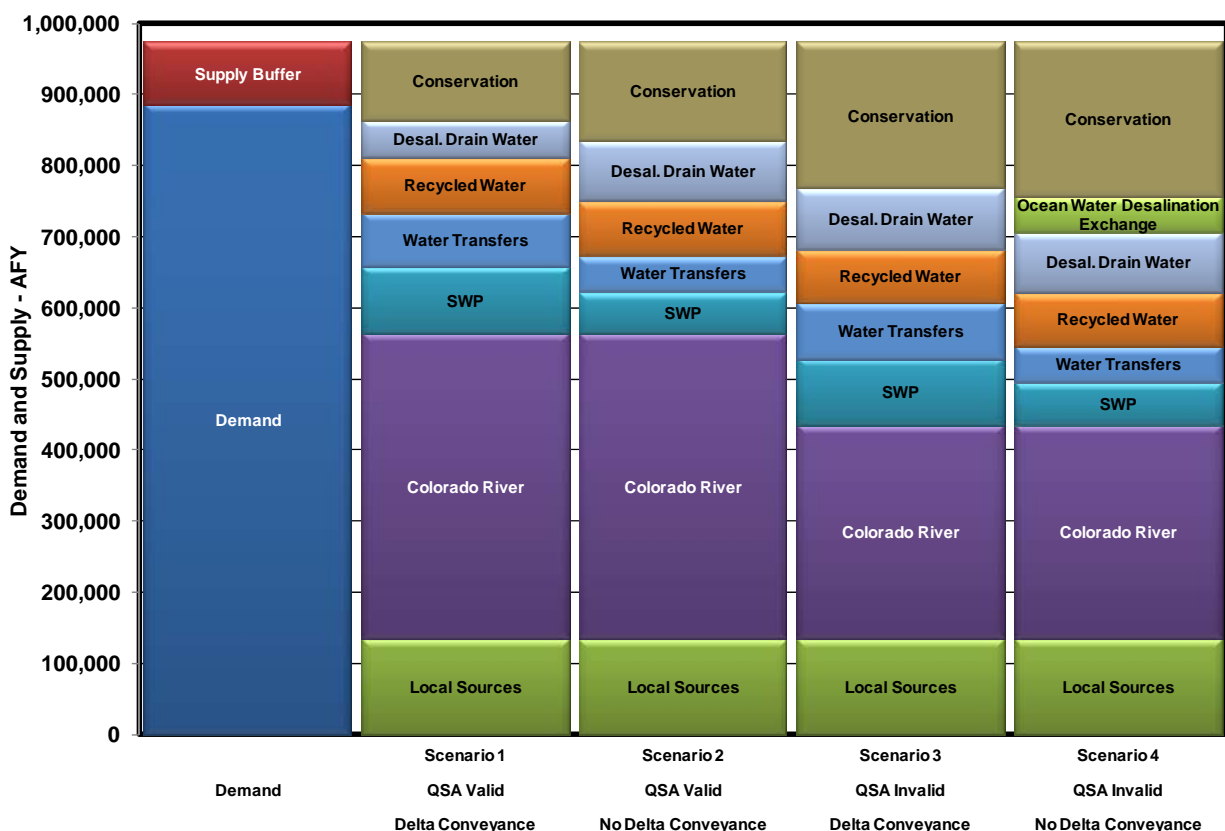 Demand and Supply - AFY
1,000,000
900,000
800,000
700,000
600,000
500,000
400,000
300,000
200,000
100,000
0
Supply Buffer
Demand
Conservation
Desal. Drain Water
Recycled Water
Water Transfers
SWP
Colorado River
Local Sources
Conservation
Desal. Drain Water
Recycled Water
Water Transfers
SWP
Colorado River
Local Sources
Conservation
Desal. Drain Water
Recycled Water
Water Transfers
SWP
Colorado River
Local Sources
Conservation
Ocean Water Desalination
Exchange
Desal. Drain Water
Recycled Water
Water Transfers
SWP
Colorado River
Local Sources
Demand
Scenario 1
QSA Valid
Delta Conveyance
Scenario 2
QSA Valid
No Delta Conveyance
Scenario 3
QSA Invalid
Delta Conveyance
Scenario 4
QSA Invalid
No Delta Conveyance